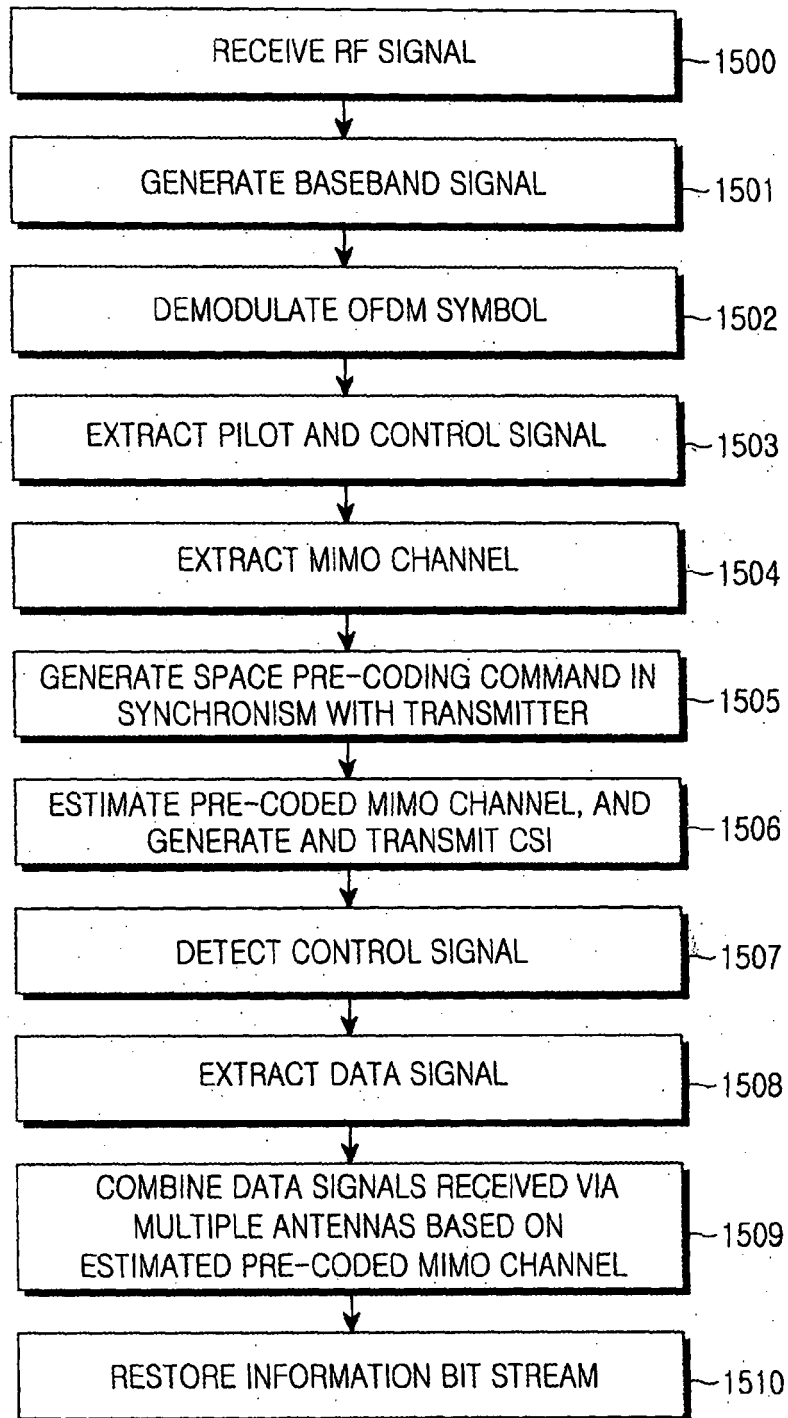 RECEIVE RF SIGNAL
1500
GENERATE BASEBAND SIGNAL
1501
DEMODULATE OFDM SYMBOL
1502
EXTRACT PILOT AND CONTROL SIGNAL
1503
EXTRACT MIMO CHANNEL
1504
GENERATE SPACE PRE-CODING COMMAND IN
SYNCHRONISM WITH TRANSMITTER
1505
ESTIMATE PRE-CODED MIMO CHANNEL, AND
GENERATE AND TRANSMIT CSI
1506
DETECT CONTROL SIGNAL
1507
EXTRACT DATA SIGNAL
1508
COMBINE DATA SIGNALS RECEIVED VIA
MULTIPLE ANTENNAS BASED ON
ESTIMATED PRE-CODED MIMO CHANNEL
1509
RESTORE INFORMATION BIT STREAM
1510